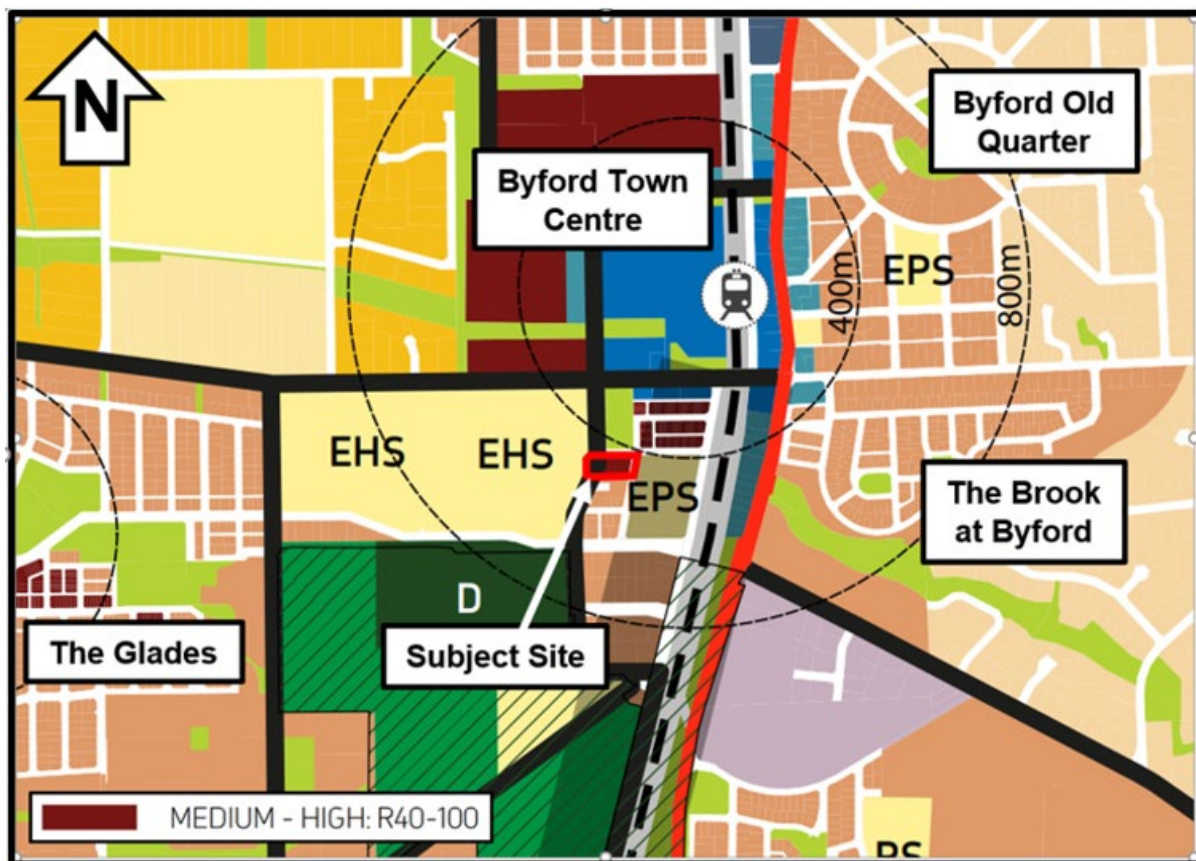 N
Byford Old
Quarter
Byford Town
Centre
EPS
400m
800m
EHS
EHS
EPS
The Brook
at Byford
D
The Glades
Subject Site
MEDIUM - HIGH: R40-100
PS